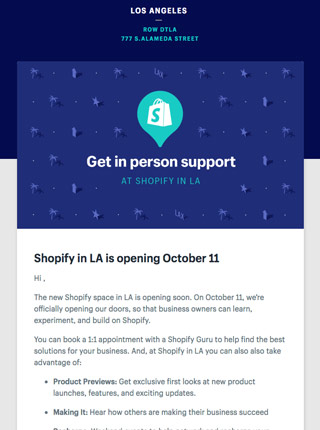 LOS ANGELES
ROW DTLA
777 S.ALAMEDA STREET
S
Get in person support
AT SHOPIFY IN LA
Shopify in LA is opening October 11
Hi ,
The new Shopify space in LA is opening soon. On October 11, we're
officially opening our doors, so that business owners can learn,
experiment, and build on Shopify.
You can book a 1:1 appointment with a Shopify Guru to help find the best
solutions for your business. And, at Shopify in LA you can also also take
advantage of:
• Product Previews: Get exclusive first looks at new product
launches, features, and exciting updates.
• Making It: Hear how others are making their business succeed